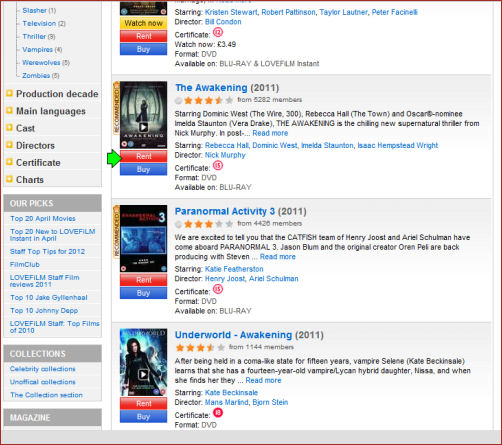 Slasher (1)
Television (2)
Thriller (9)
Vampires (4)
Werewolves (5)
Zombies (5)
Production decade
Main languages
Cast
Directors
Certificate
Charts
OUR PICKS
Top 20 April Movies
Top 20 New to LOVEFILM
Instant in April
Staff Top Tips for 2012
FilmClub
LOVEFILM Staff Film
reviews 2011
Top 10 Jake Gyllenhaal
Top 10 Johnny Depp
LOVEFiLM Staff: Top Films
of 2010
COLLECTIONS
Celebrity collections
Unoffical collections
The Collection section
MAGAZINE
Watch now
Rent
Buy
Starring: Kristen Stewart, Robert Pattinson, Taylor Lautner, Peter Facinelli
Director: Bill Condon
Certificate: 12
Watch now: £3.49
Format: DVD
Available on: BLU-RAY & LOVEFiLM Instant
RECOMMENDED
AWAKENING
Rent
Buy
The Awakening (2011)
from 5282 members
Starring Dominic West (The Wire, 300), Rebecca Hall (The Town) and Oscar®-nominee
Imelda Staunton (Vera Drake), THE AWAKENING is the chilling new supernatural thriller from
Nick Murphy. In post-... Read more
Starring: Rebecca Hall, Dominic West, Imelda Staunton, Isaac Hempstead Wright
Director: Nick Murphy
Certificate: 15
Format: DVD
Available on: BLU-RAY
RECOMMENDED
PARANORMAL ACTIVITY 3
Rent
Buy
Paranormal Activity 3 (2011)
from 4426 members
We are excited to tell you that the CATFISH team of Henry Joost and Ariel Schulman have
come aboard PARANORMAL 3. Jason Blum and the original creator Oren Peli are back
producing with Steven ... Read more
Starring: Katie Featherston
Director: Henry Joost, Ariel Schulman
Certificate: 15
Format: DVD
Available on: BLU-RAY
UNDERWORLD
Rent
Buy
Underworld - Awakening (2011)
from 1144 members
After being held in a coma-like state for fifteen years, vampire Selene (Kate Beckinsale)
learns that she has a fourteen-year-old vampire/Lycan hybrid daughter, Nissa, and when
she finds her they ... Read more
Starring: Kate Beckinsale
Director: Mans Marlind, Bjorn Stein
Certificate: 18
Format: DVD
Available on: BLU-RAY